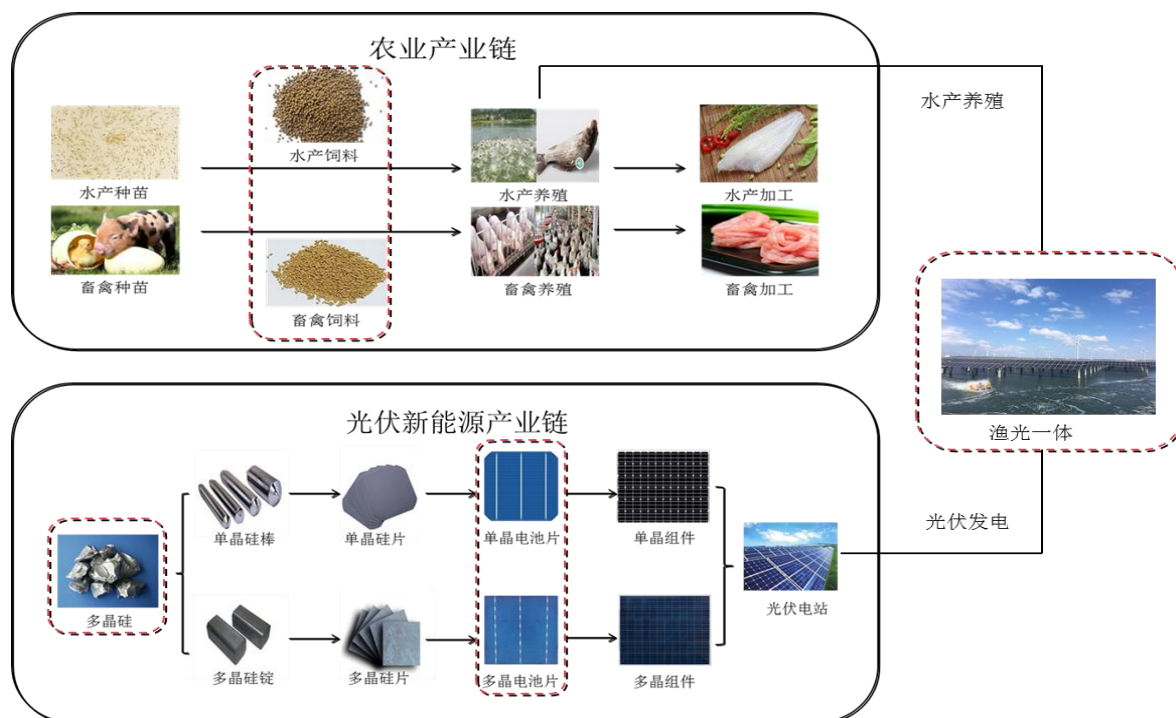 农业产业链
水产养殖
水产饲料
水产种苗
水产养殖
水产加工
畜禽种苗
畜禽饲料
畜禽养殖
畜禽加工
渔光一体
光伏新能源产业链
光伏发电
单晶硅棒
单晶硅片
单晶电池片
单晶组件
多晶硅
光伏电站
多晶硅锭
多晶硅片
多晶电池片
多晶组件